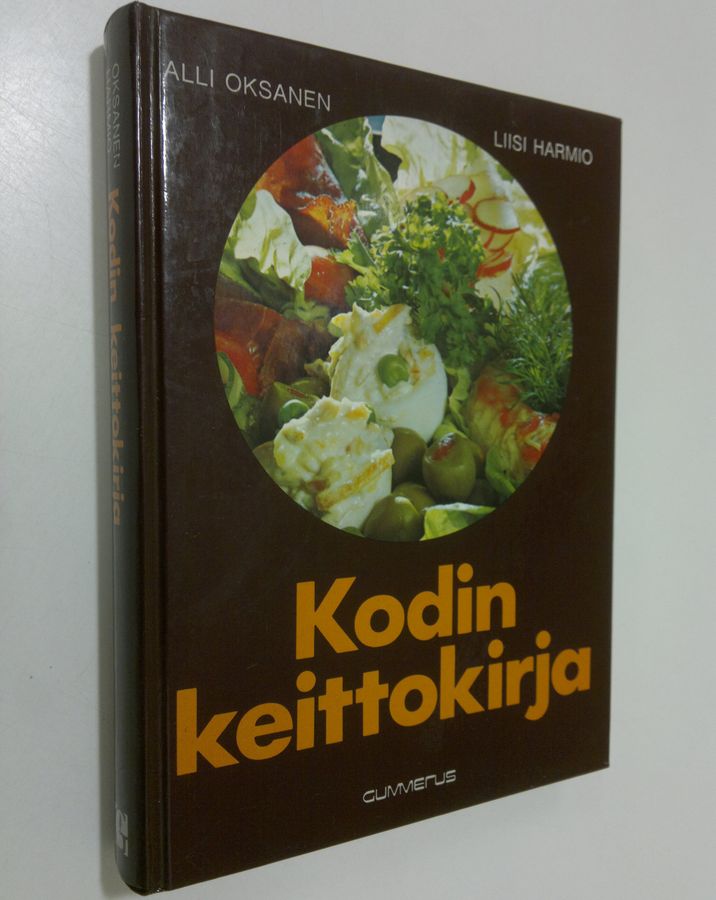 ALLI OKSANEN
LIISI HARMIO
Kodin
keittokirja
GUMMERUS
OKSANEN
HARMIO
Kodin keittokirja